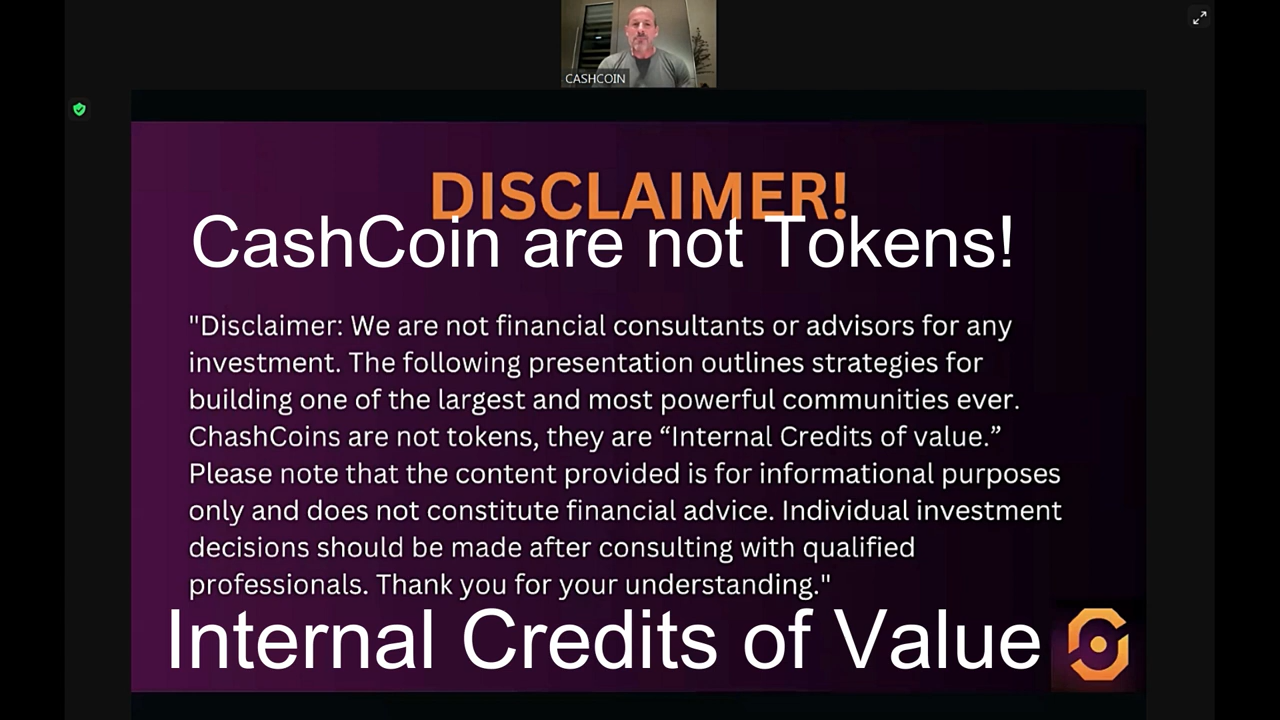 CASHCOIN
DISCLAIMER!
CashCoin are not Tokens!
"Disclaimer: We are not financial consultants or advisors for any
investment. The following presentation outlines strategies for
building one of the largest and most powerful communities ever.
ChashCoins are not tokens, they are “Internal Credits of value.”
Please note that the content provided is for informational purposes
only and does not constitute financial advice. Individual investment
decisions should be made after consulting with qualified
professionals. Thank you for your understanding."
Internal Credits of Value